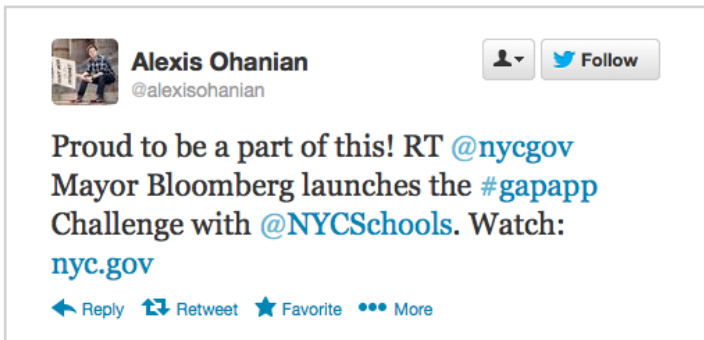 Alexis Ohanian
@alexisohanian
Follow
Proud to be a part of this! RT @nycgov
Mayor Bloomberg launches the #gapapp
Challenge with @NYCSchools. Watch:
nyc.gov
Reply Retweet Favorite More